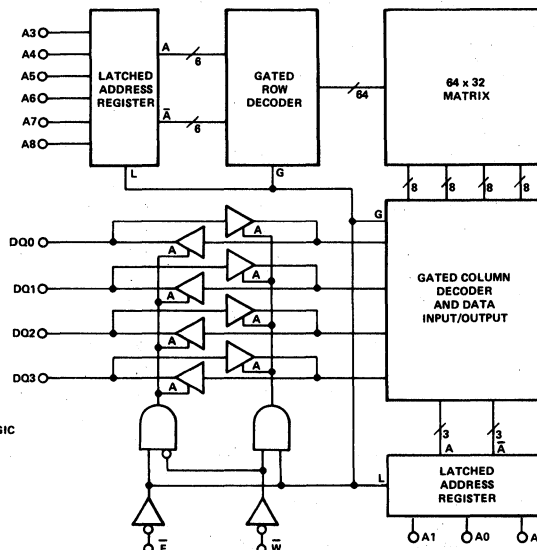 A3
A4
A5
A6
A7
A8
LATCHED
ADDRESS
REGISTER
A
6
A̅
6
L
GATED
ROW
DECODER
G
64
64 x 32
MATRIX
8 8 8 8
G
GATED COLUMN
DECODER
AND DATA
INPUT/OUTPUT
DQ0
A
A
DQ1
A
A
DQ2
A
A
DQ3
A
A
GIC
3
A
3
A̅
L
LATCHED
ADDRESS
REGISTER
E̅
W̅
A1 A0 A